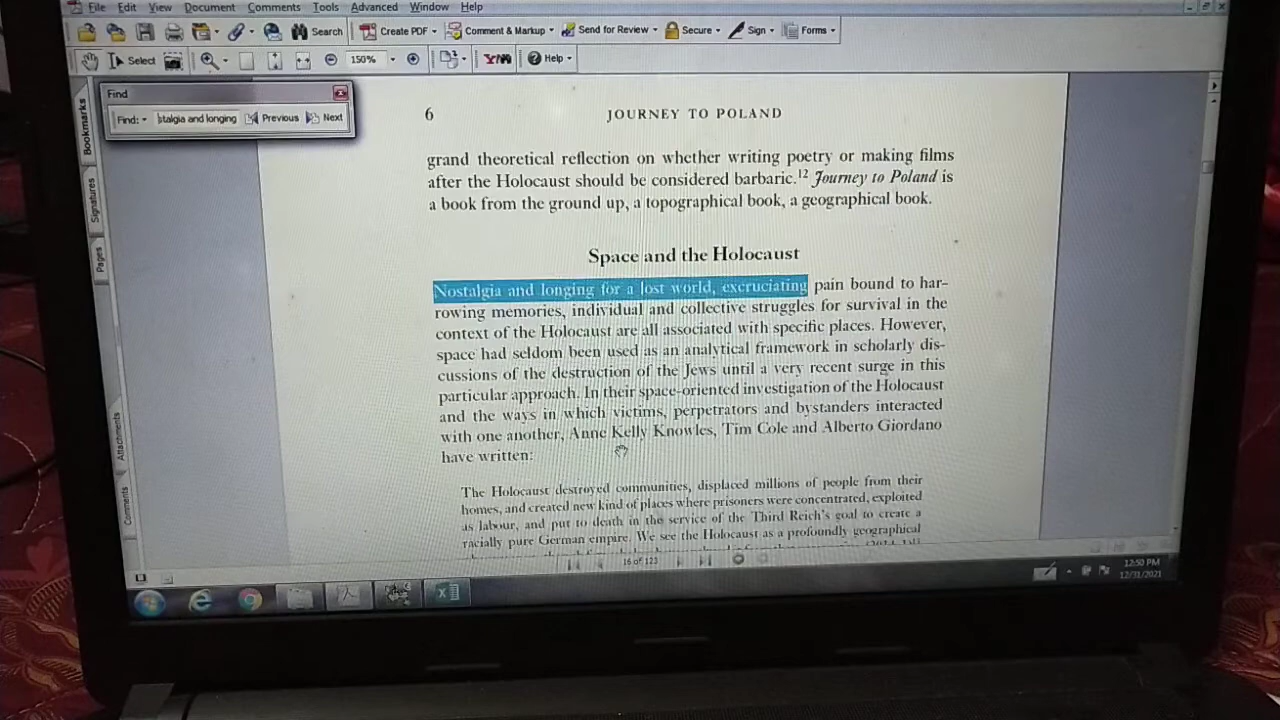 File Edit View Document Comments Tools Advanced Window Help
Search Create PDF Comment & Markup Send for Review Secure Sign Forms
Select 150% Help
Find
Find: stalgia and longing Previous Next
Bookmarks
Signatures
Pages
Attachments
Comments
6 JOURNEY TO POLAND
grand theoretical reflection on whether writing poetry or making films
after the Holocaust should be considered barbaric.12 Journey to Poland is
a book from the ground up, a topographical book, a geographical book.
Space and the Holocaust
Nostalgia and longing for a lost world, excruciating pain bound to har-
rowing memories, individual and collective struggles for survival in the
context of the Holocaust are all associated with specific places. However,
space had seldom been used as an analytical framework in scholarly dis-
cussions of the destruction of the Jews until a very recent surge in this
particular approach. In their space-oriented investigation of the Holocaust
and the ways in which victims, perpetrators and bystanders interacted
with one another, Anne Kelly Knowles, Tim Cole and Alberto Giordano
have written:
The Holocaust destroyed communities, displaced millions of people from their
homes, and created new kind of places where prisoners were concentrated, exploited
as labour, and put to death in the service of the Third Reich's goal to create a
racially pure German empire. We see the Holocaust as a profoundly geographical
16 of 123
12:50 PM
12/31/2021